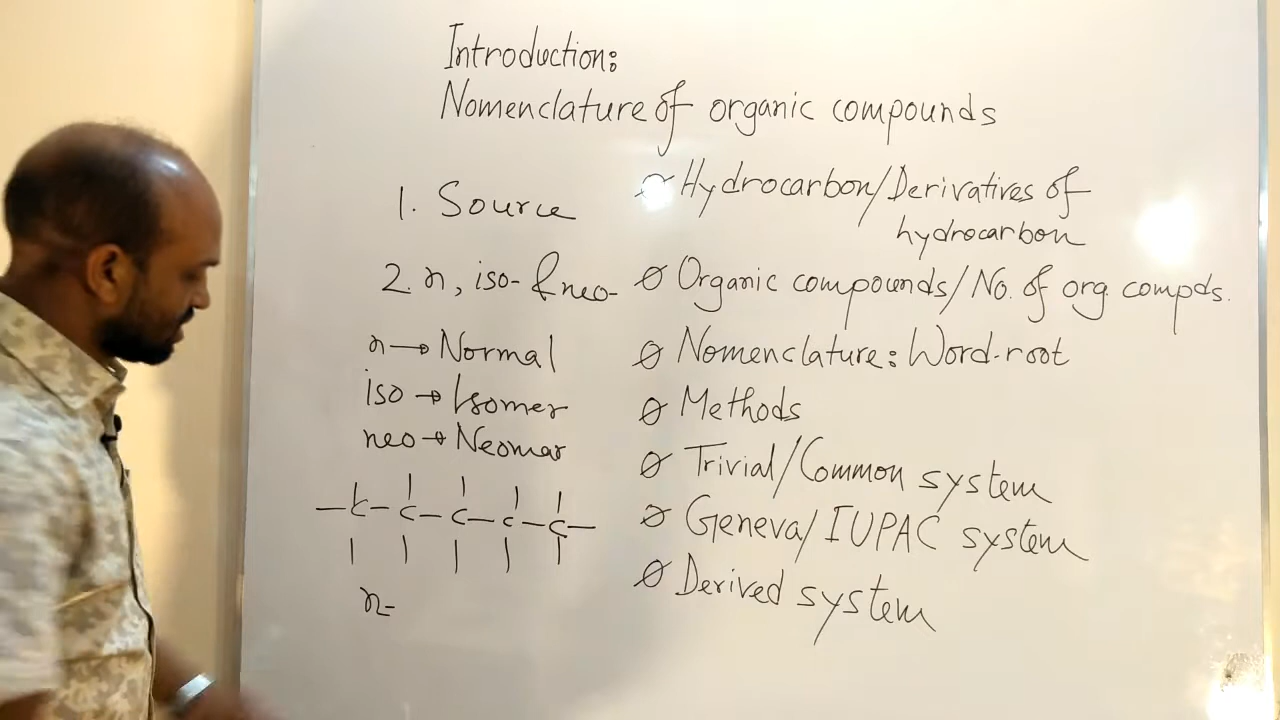 Introduction:
Nomenclature of organic compounds
1. Source
2. n, iso- & neo-
n → Normal
iso → Isomer
neo → Neomar
-C-C-C-C-C-
n-
Ø Hydrocarbon/Derivatives of
hydrocarbon
Ø Organic compounds/No. of org. compds.
Ø Nomenclature: Word-root
Ø Methods
Ø Trivial/Common system
Ø Geneva/IUPAC system
Ø Derived system